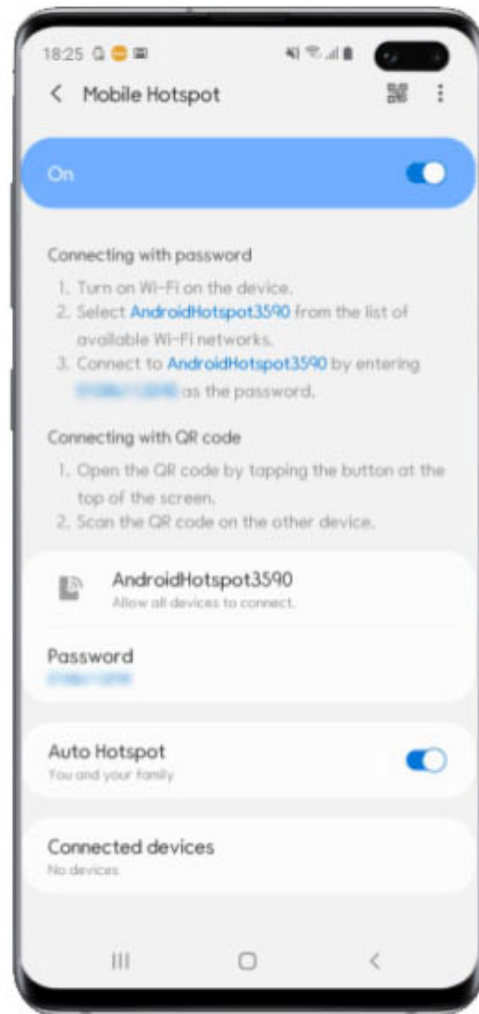 18:25
Mobile Hotspot
On
Connecting with password
1. Turn on Wi-Fi on the device.
2. Select AndroidHotspot3590 from the list of
available Wi-Fi networks.
3. Connect to AndroidHotspot3590 by entering
as the password.
Connecting with QR code
1. Open the QR code by tapping the button at the
top of the screen.
2. Scan the QR code on the other device.
AndroidHotspot3590
Allow all devices to connect.
Password
Auto Hotspot
You and your family
Connected devices
No devices